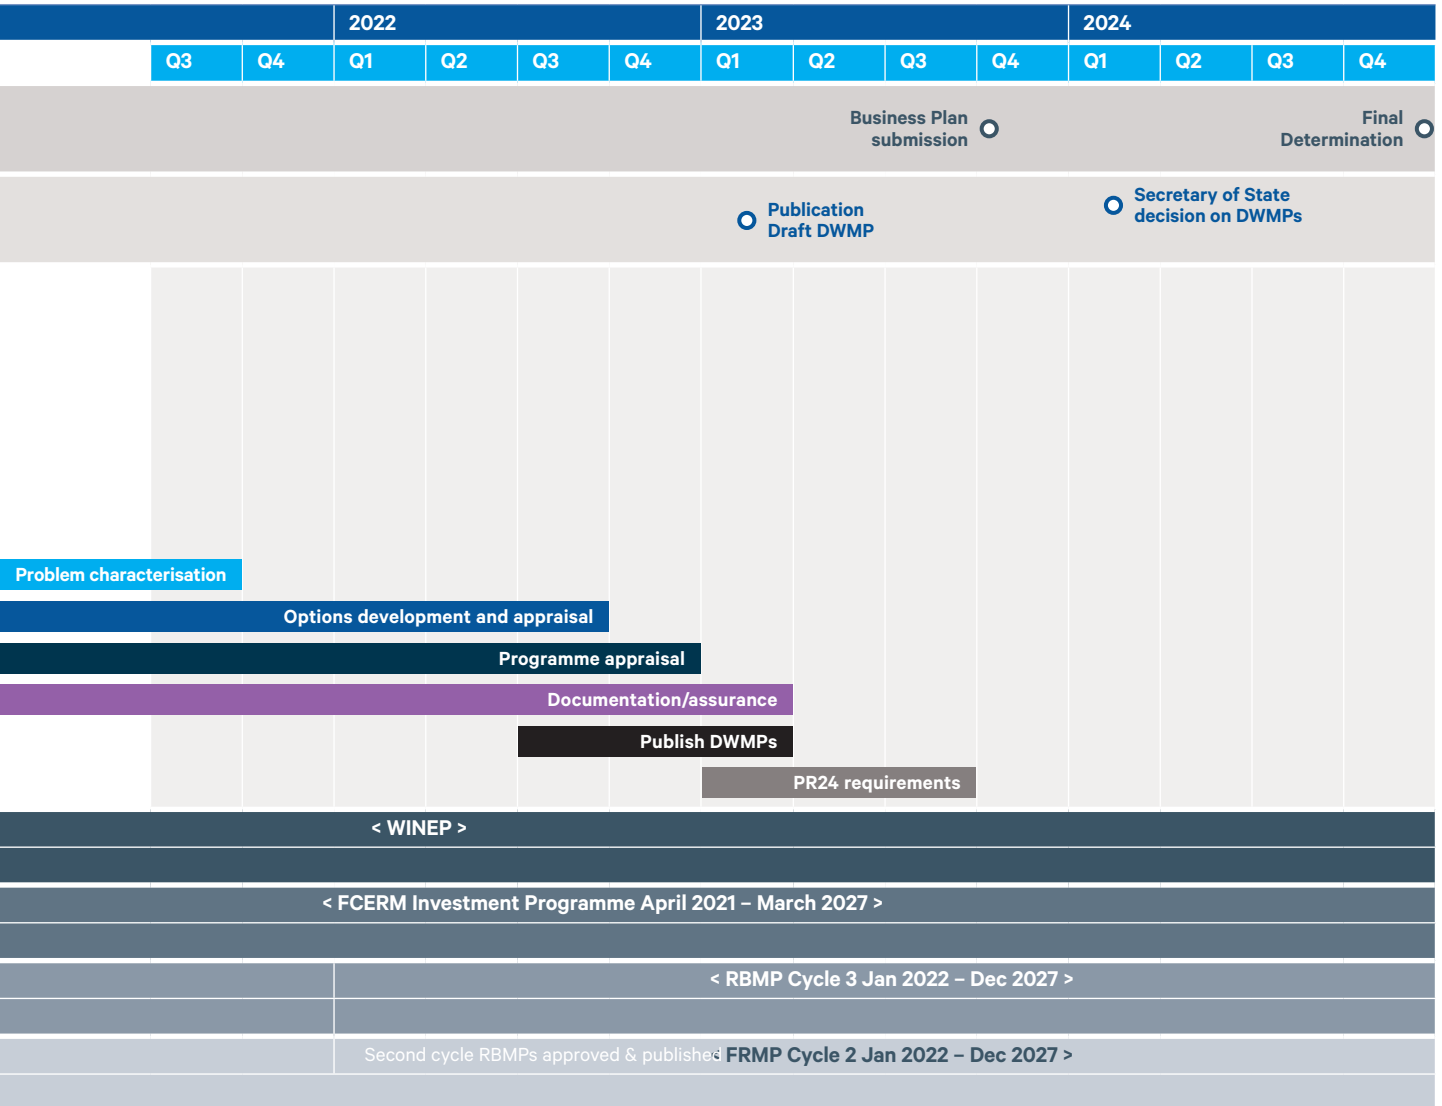 2022 2023 2024
Q3 Q4 Q1 Q2 Q3 Q4 Q1 Q2 Q3 Q4 Q1 Q2 Q3 Q4
Business Plan
submission
Final
Determination
Publication
Draft DWMP
Secretary of State
decision on DWMPs
Problem characterisation
Options development and appraisal
Programme appraisal
Documentation/assurance
Publish DWMPs
PR24 requirements
< WINEP >
< FCERM Investment Programme April 2021 – March 2027 >
< RBMP Cycle 3 Jan 2022 – Dec 2027 >
Second cycle RBMPs approved & published
< FRMP Cycle 2 Jan 2022 – Dec 2027 >